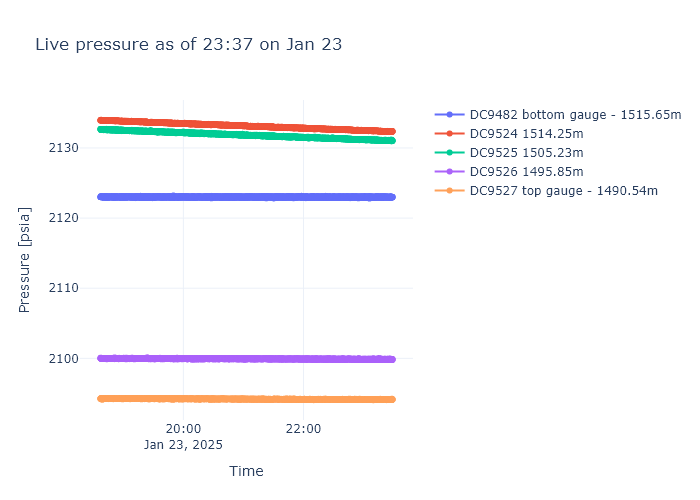 Live pressure as of 23:37 on Jan 23
DC9482 bottom gauge - 1515.65m
DC9524 1514.25m
DC9525 1505.23m
DC9526 1495.85m
DC9527 top gauge - 1490.54m
Pressure [psia]
2130
2120
2110
2100
20:00
22:00
Jan 23, 2025
Time